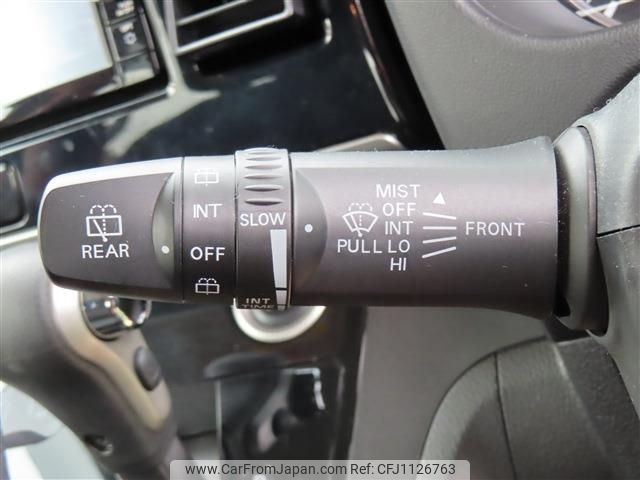 REAR
INT
OFF
SLOW
INT
TIME
MIST
OFF
INT
PULL LO
HI
FRONT
www.CarFromJapan.com | Ref: CFJ1126763